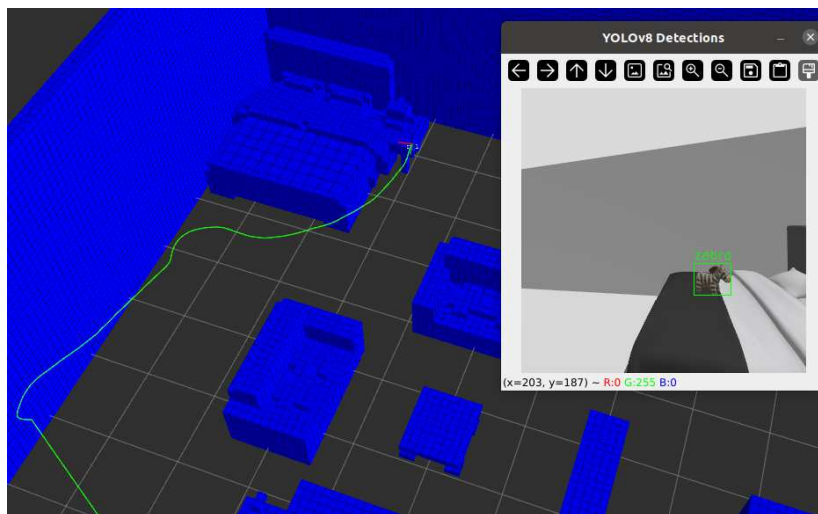 YOLOv8 Detections
zebra
(x=203, y=187) ~ R:0 G:255 B:0